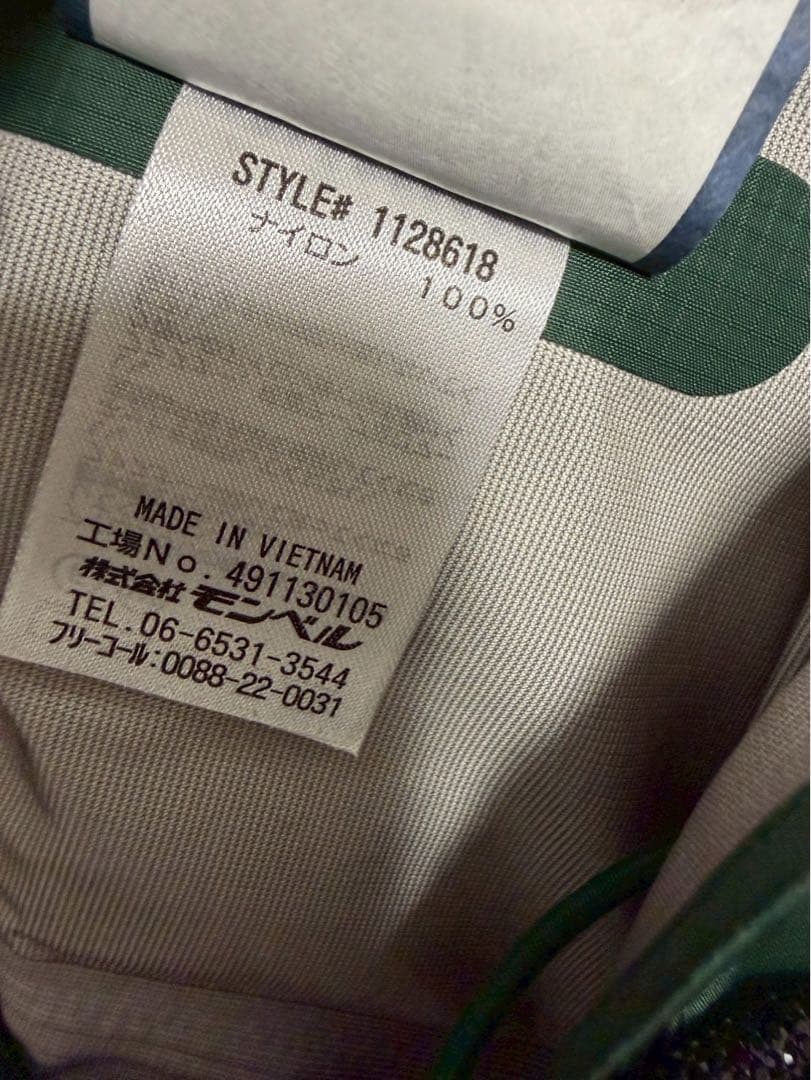 STYLE# 1128618
ナイロン 100%
MADE IN VIETNAM
工場No. 491130105
株式会社 モンベル
TEL. 06-6531-3544
フリーコール:0088-22-0031